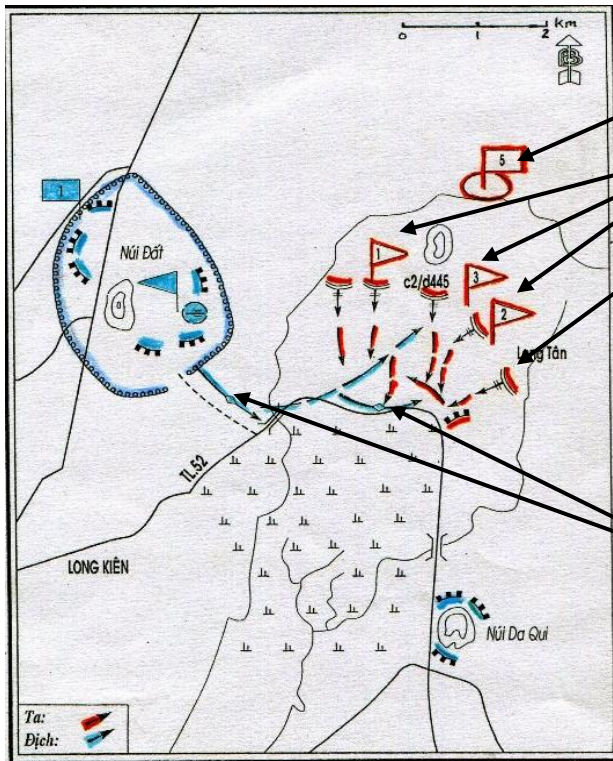 Km
0 1 2
5
1
Núi Đất
1
3
c2/d445
2
Long Tân
TL.52
LONG KIÊN
Núi Da Qui
Ta:
Địch: